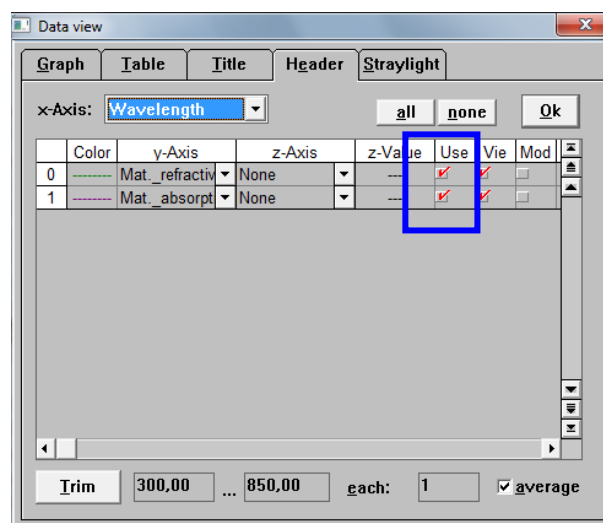 Data view
Graph Table Title Header Straylight
x-Axis: Wavelength all none Ok
Color y-Axis z-Axis z-Value Use Vie Mod
0 -------- Mat._refractiv None ---
1 -------- Mat._absorpt None ---
Trim 300,00 ... 850,00 each: 1 average